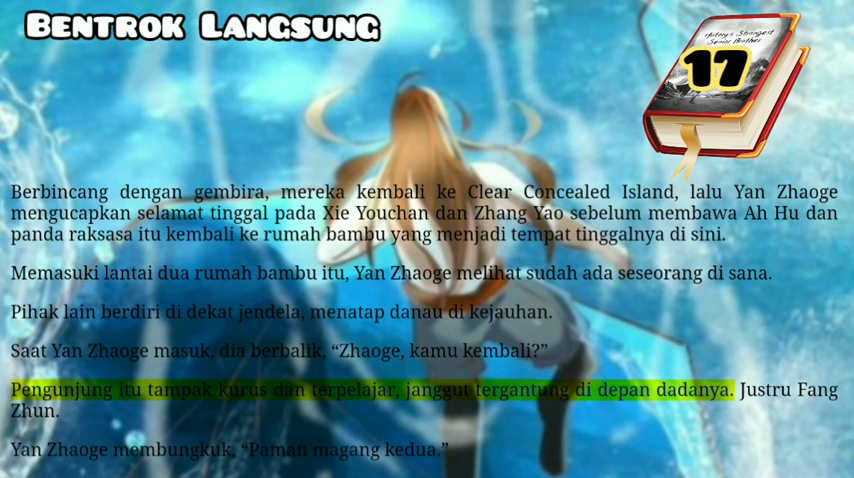 Bentrok Langsung
History's Strongest
Senior Brother
17
Berbincang dengan gembira, mereka kembali ke Clear Concealed Island, lalu Yan Zhaoge
mengucapkan selamat tinggal pada Xie Youchan dan Zhang Yao sebelum membawa Ah Hu dan
panda raksasa itu kembali ke rumah bambu yang menjadi tempat tinggalnya di sini.
Memasuki lantai dua rumah bambu itu, Yan Zhaoge melihat sudah ada seseorang di sana.
Pihak lain berdiri di dekat jendela, menatap danau di kejauhan.
Saat Yan Zhaoge masuk, dia berbalik, “Zhaoge, kamu kembali?”
Pengunjung itu tampak kurus dan terpelajar, janggut tergantung di depan dadanya. Justru Fang
Zhun.
Yan Zhaoge membungkuk, “Paman magang kedua.”